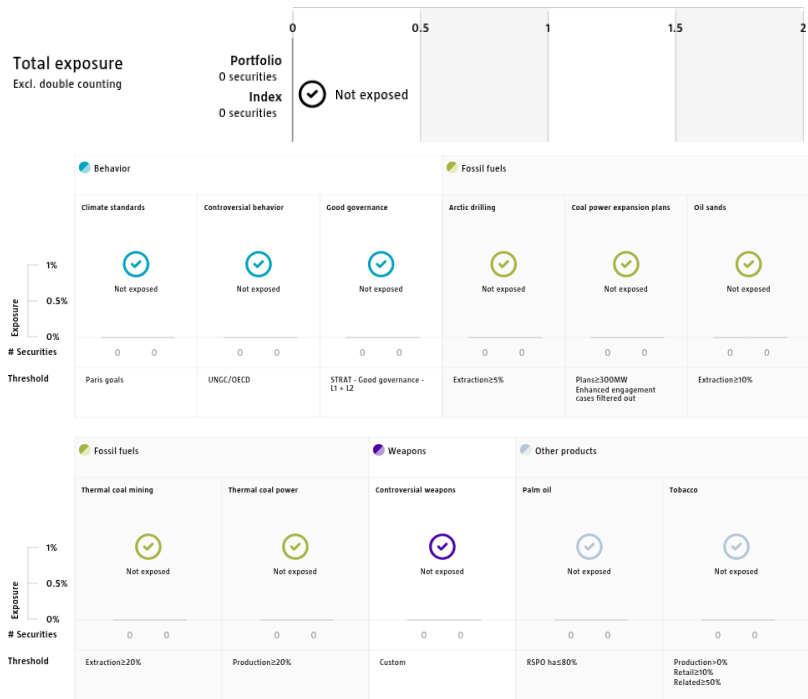 0 0.5 1 1.5 2
Total exposure
Excl. double counting
Portfolio
0 securities
Index
0 securities
Not exposed
Behavior Fossil fuels
Climate standards Controversial behavior Good governance Arctic drilling Coal power expansion plans Oil sands
Not exposed Not exposed Not exposed Not exposed Not exposed Not exposed
Exposure
1%
0.5%
0%
# Securities 0 0 0 0 0 0 0 0 0 0 0 0
Threshold
Paris goals
UNGC/OECD
STRAT - Good governance -
L1 + L2
Extraction≥5%
Plans≥300MW
Enhanced engagement
cases filtered out
Extraction≥10%
Fossil fuels Weapons Other products
Thermal coal mining Thermal coal power Controversial weapons Palm oil Tobacco
Not exposed Not exposed Not exposed Not exposed Not exposed
Exposure
1%
0.5%
0%
# Securities 0 0 0 0 0 0 0 0 0 0
Threshold
Extraction≥20%
Production≥20%
Custom
RSPO ha≤80%
Production>0%
Retail≥10%
Related≥50%